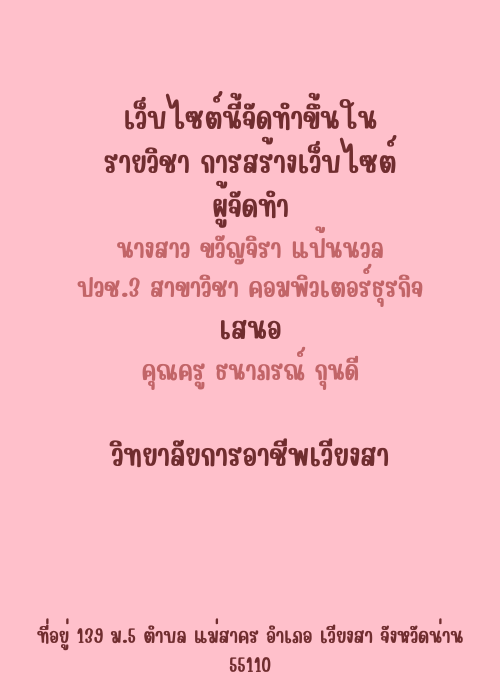 เว็บไซต์นี้จัดทำขึ้นใน
รายวิชา การสร้างเว็บไซต์
ผู้จัดทำ
นางสาว ขวัญจิรา แป้นนวล
ปวช.3 สาขาวิชา คอมพิวเตอร์ธุรกิจ
เสนอ
คุณครู ธนาภรณ์ กุนดี
วิทยาลัยการอาชีพเวียงสา
ที่อยู่ 139 ม.5 ตำบล แม่สาคร อำเภอ เวียงสา จังหวัดน่าน
55110